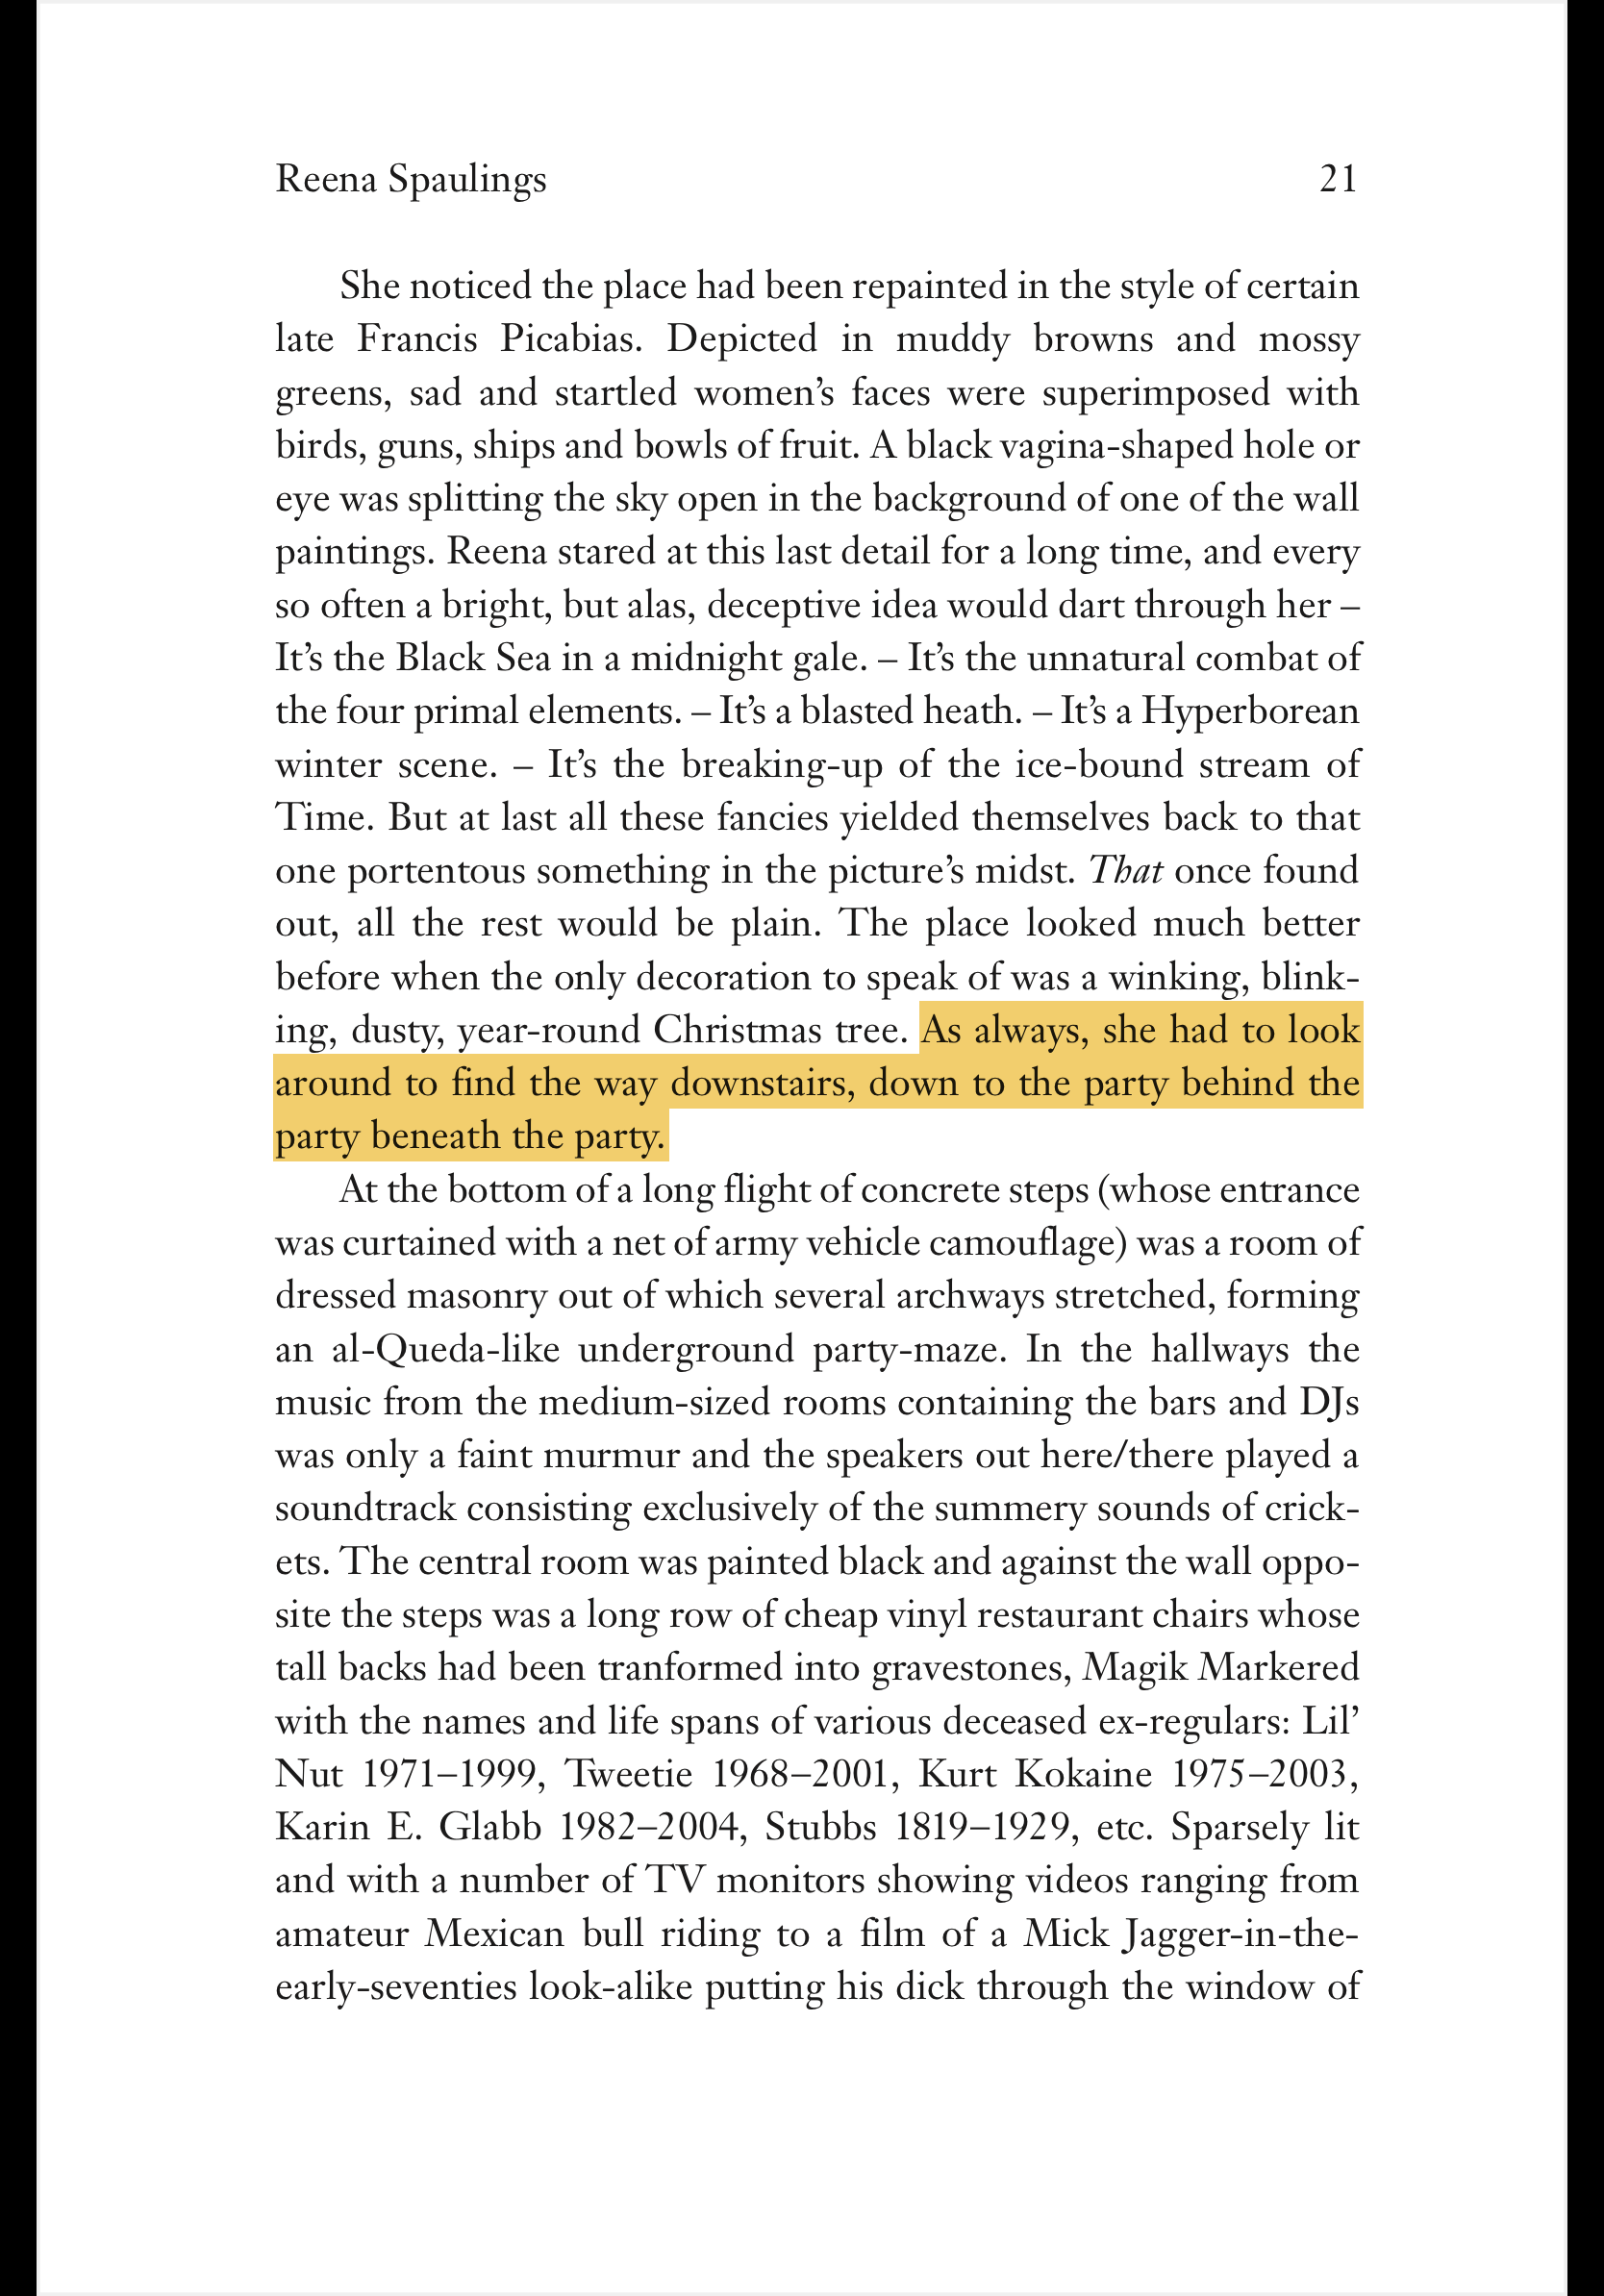 Reena Spaulings 21
She noticed the place had been repainted in the style of certain
late Francis Picabias. Depicted in muddy browns and mossy
greens, sad and startled women’s faces were superimposed with
birds, guns, ships and bowls of fruit. A black vagina-shaped hole or
eye was splitting the sky open in the background of one of the wall
paintings. Reena stared at this last detail for a long time, and every
so often a bright, but alas, deceptive idea would dart through her –
It’s the Black Sea in a midnight gale. – It’s the unnatural combat of
the four primal elements. – It’s a blasted heath. – It’s a Hyperborean
winter scene. – It’s the breaking-up of the ice-bound stream of
Time. But at last all these fancies yielded themselves back to that
one portentous something in the picture’s midst. That once found
out, all the rest would be plain. The place looked much better
before when the only decoration to speak of was a winking, blink-
ing, dusty, year-round Christmas tree. As always, she had to look
around to find the way downstairs, down to the party behind the
party beneath the party.
At the bottom of a long flight of concrete steps (whose entrance
was curtained with a net of army vehicle camouflage) was a room of
dressed masonry out of which several archways stretched, forming
an al-Queda-like underground party-maze. In the hallways the
music from the medium-sized rooms containing the bars and DJs
was only a faint murmur and the speakers out here/there played a
soundtrack consisting exclusively of the summery sounds of crick-
ets. The central room was painted black and against the wall oppo-
site the steps was a long row of cheap vinyl restaurant chairs whose
tall backs had been tranformed into gravestones, Magik Markered
with the names and life spans of various deceased ex-regulars: Lil’
Nut 1971–1999, Tweetie 1968–2001, Kurt Kokaine 1975–2003,
Karin E. Glabb 1982–2004, Stubbs 1819–1929, etc. Sparsely lit
and with a number of TV monitors showing videos ranging from
amateur Mexican bull riding to a film of a Mick Jagger-in-the-
early-seventies look-alike putting his dick through the window of